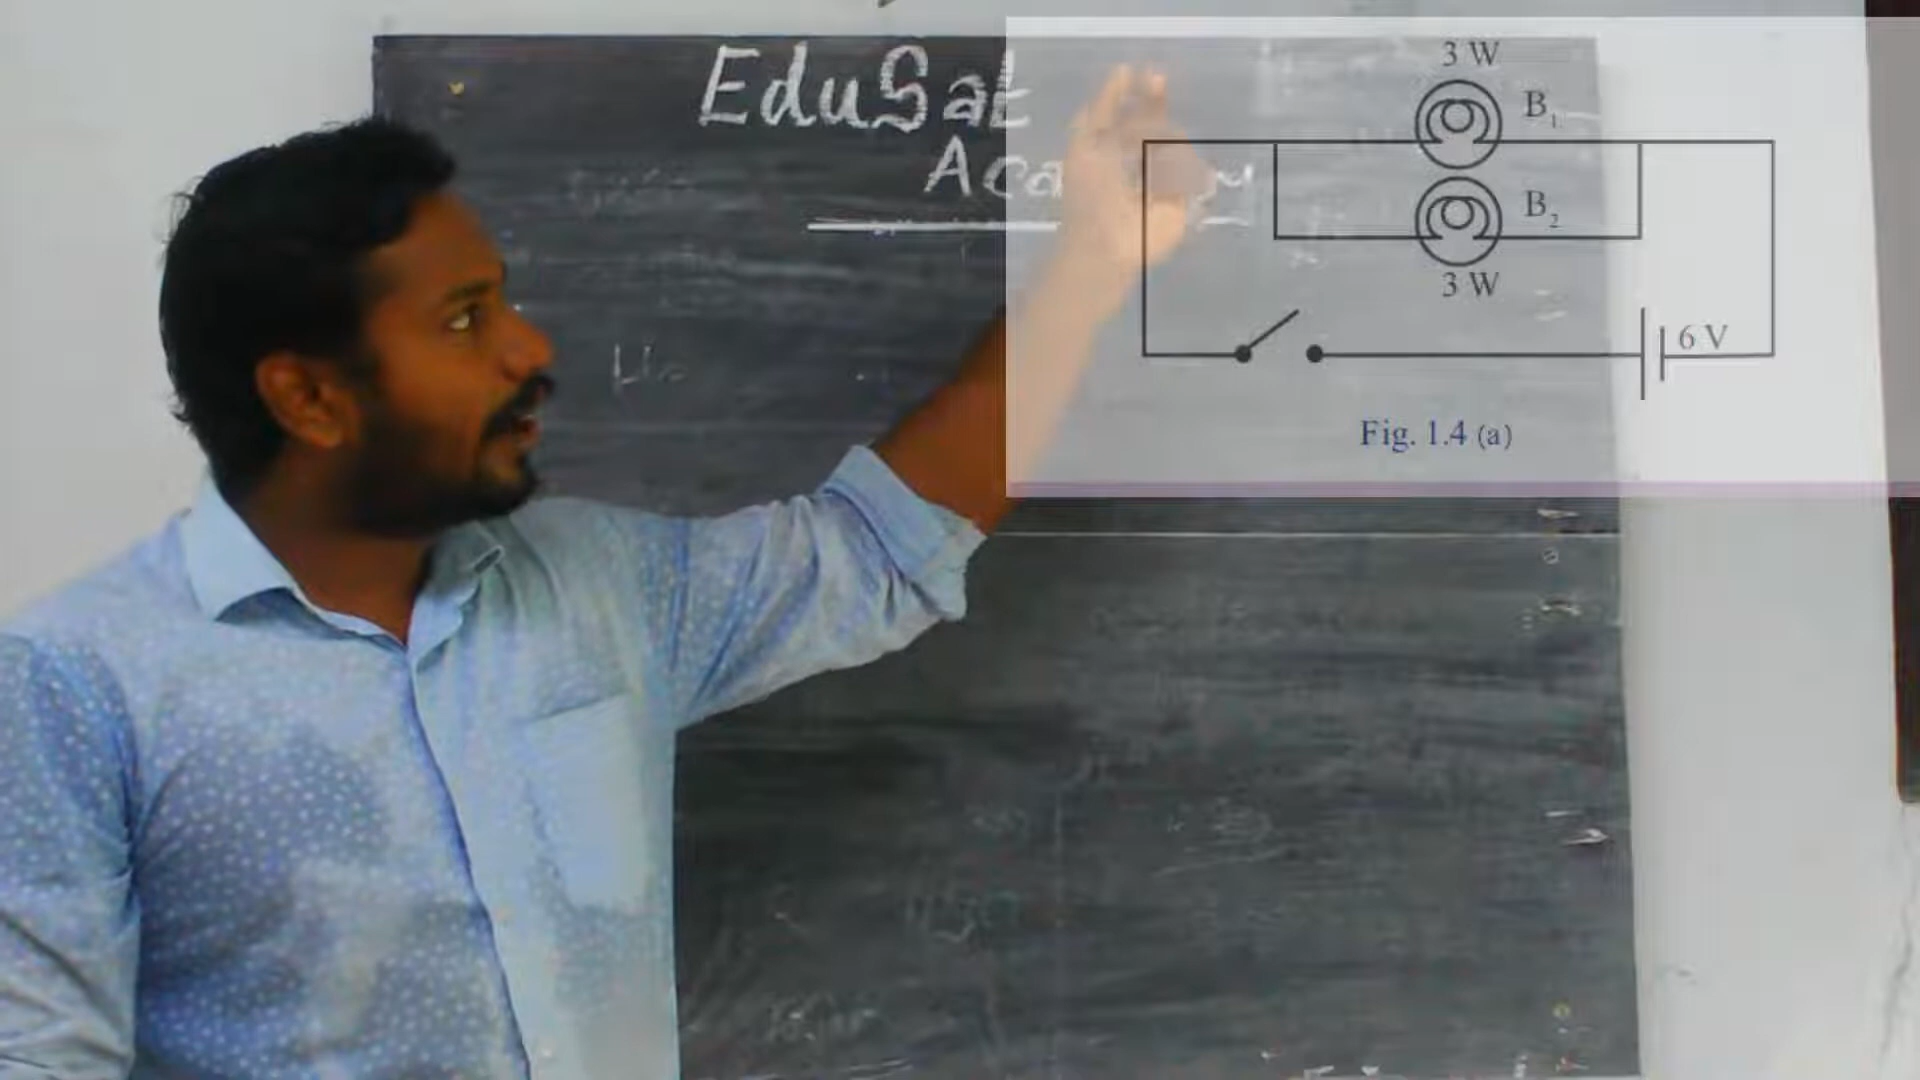 EduSat
3 W
B₁
B₂
3 W
6 V
Fig. 1.4 (a)